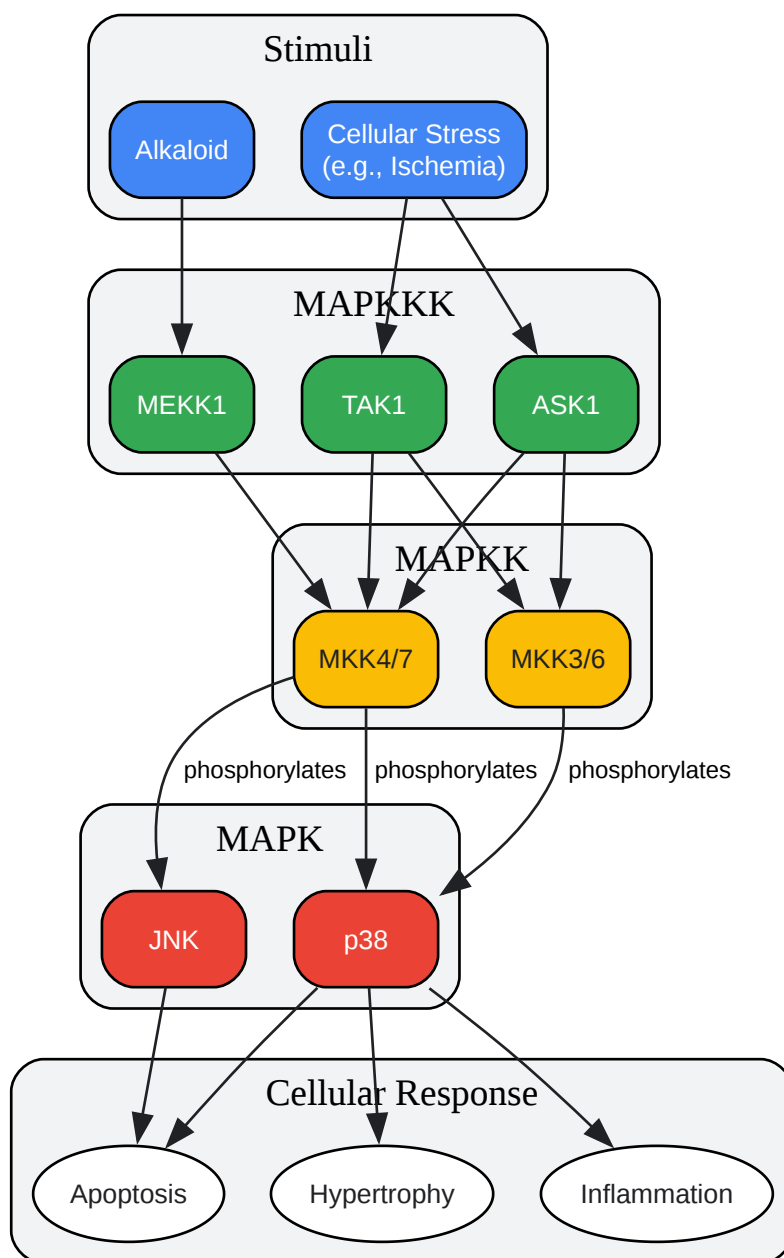 Stimuli
Alkaloid
Cellular Stress
(e.g., Ischemia)
MAPKKK
MEKK1
TAK1
ASK1
MAPKK
MKK4/7
MKK3/6
phosphorylates
phosphorylates
phosphorylates
MAPK
JNK
p38
Cellular Response
Apoptosis
Hypertrophy
Inflammation